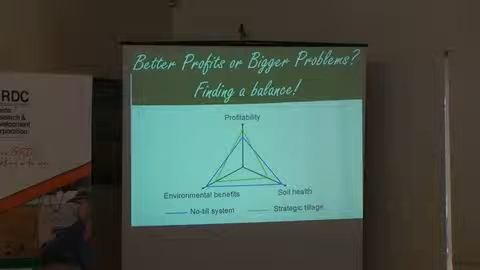 Better Profits or Bigger Problems?
Finding a balance!
Profitability
Environmental benefits
Soil health
No-till system
Strategic tillage
RDC